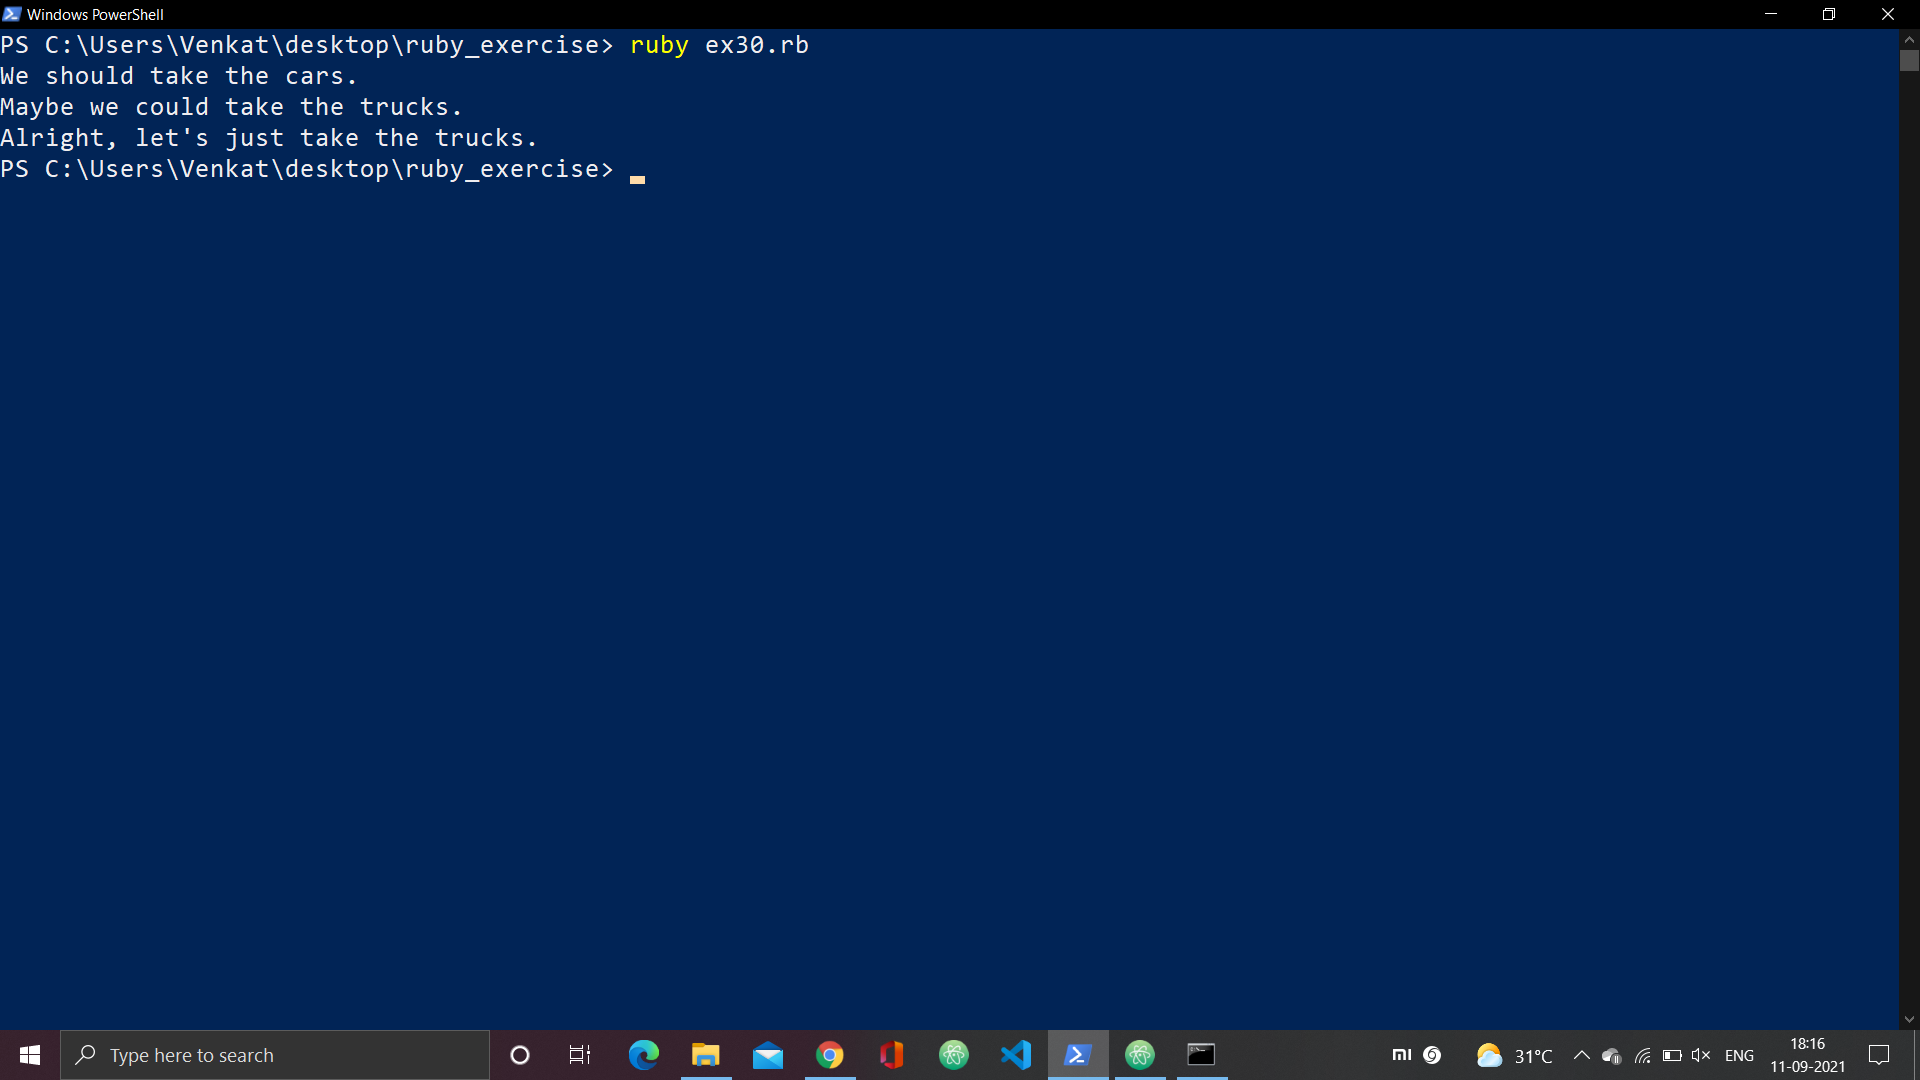 Windows PowerShell
PS C:\Users\Venkat\desktop\ruby_exercise> ruby ex30.rb
We should take the cars.
Maybe we could take the trucks.
Alright, let's just take the trucks.
PS C:\Users\Venkat\desktop\ruby_exercise>
Type here to search
31°C
ENG
18:16
11-09-2021